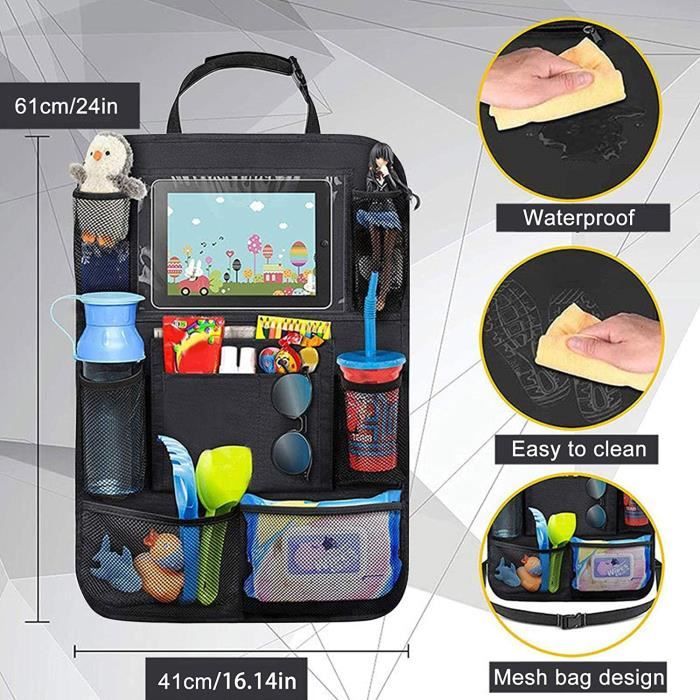 61cm/24in
Waterproof
Easy to clean
Mesh bag design
41cm/16.14in